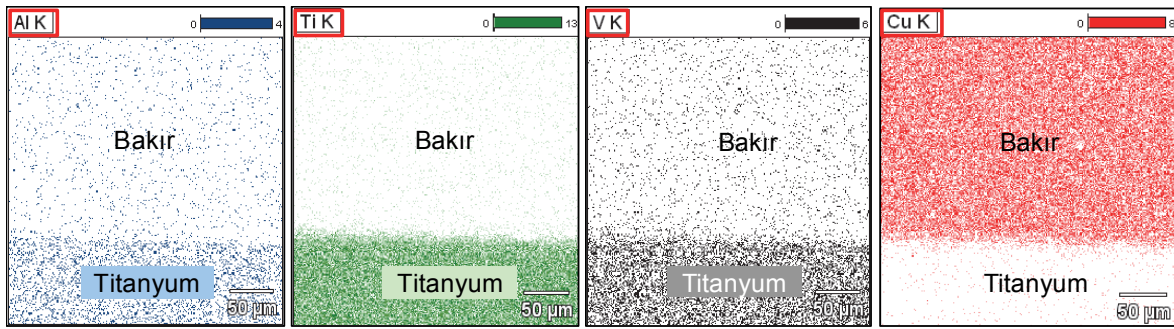 Al K
0
4
Bakır
Titanyum
50 µm
Ti K
0
13
Bakır
Titanyum
50 µm
V K
0
6
Bakır
Titanyum
50 µm
Cu K
0
8
Bakır
Titanyum
50 µm